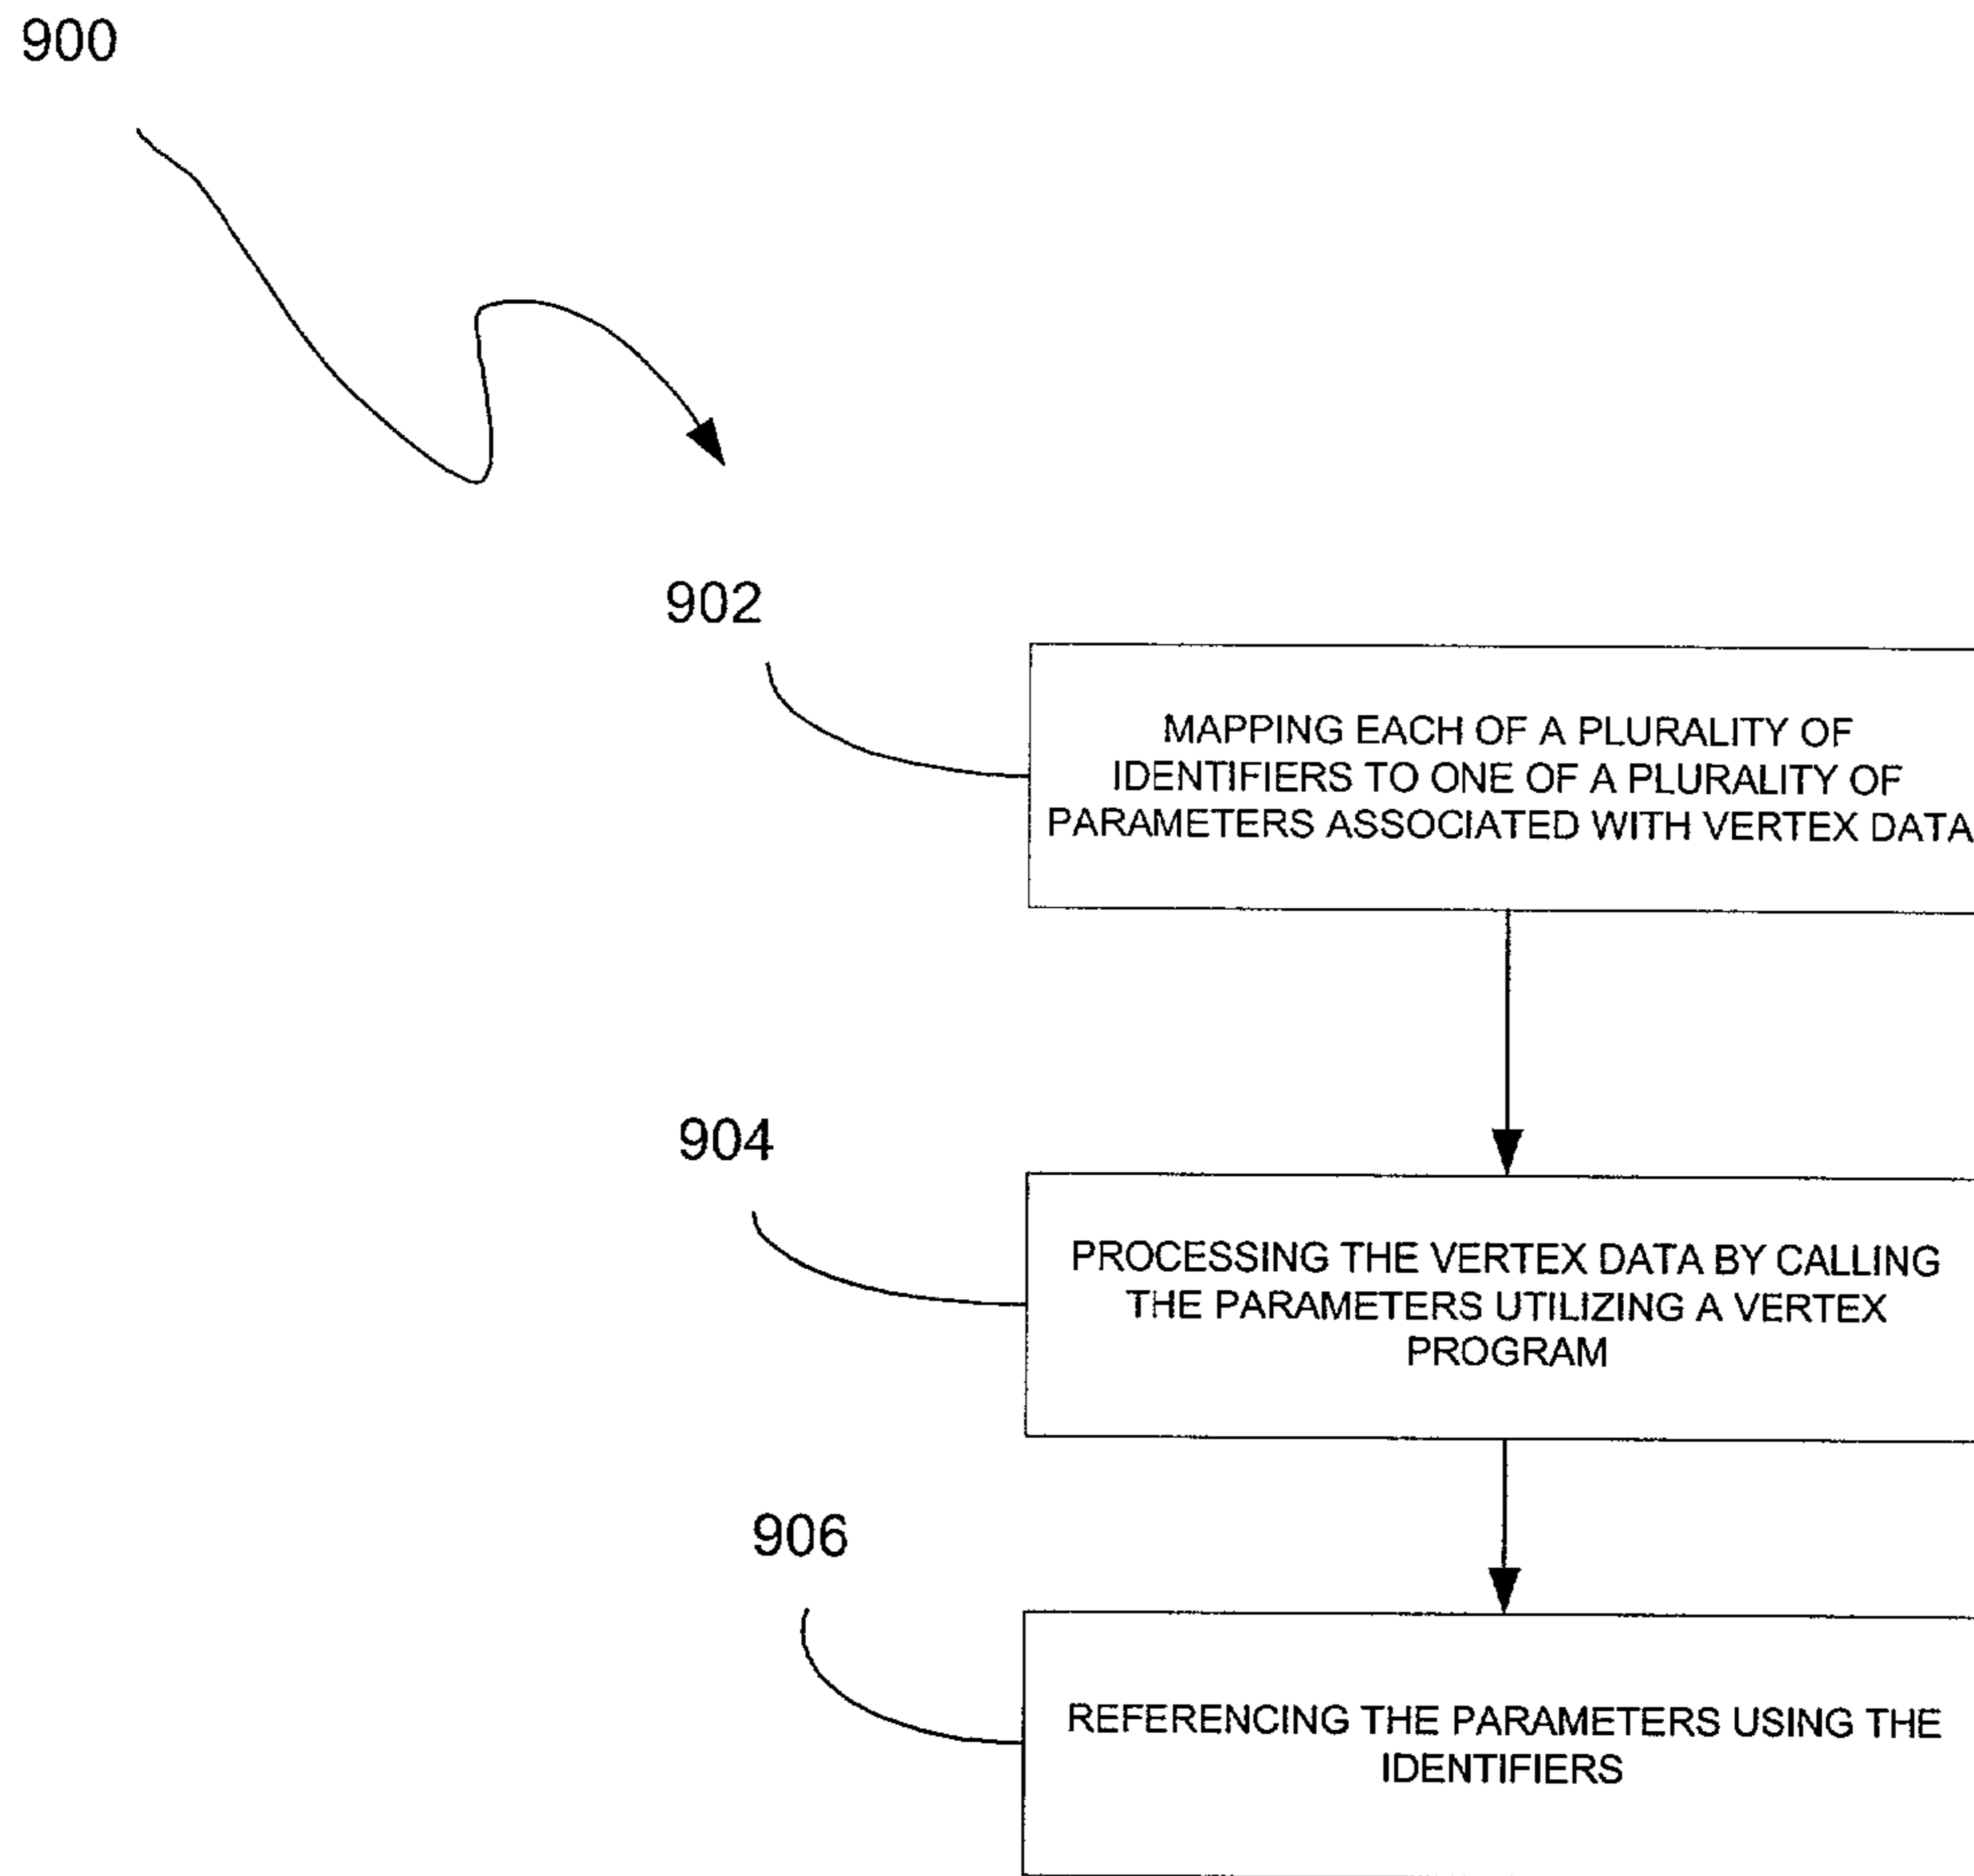 900
902
MAPPING EACH OF A PLURALITY OF
IDENTIFIERS TO ONE OF A PLURALITY OF
PARAMETERS ASSOCIATED WITH VERTEX DATA
904
PROCESSING THE VERTEX DATA BY CALLING
THE PARAMETERS UTILIZING A VERTEX
PROGRAM
906
REFERENCING THE PARAMETERS USING THE
IDENTIFIERS